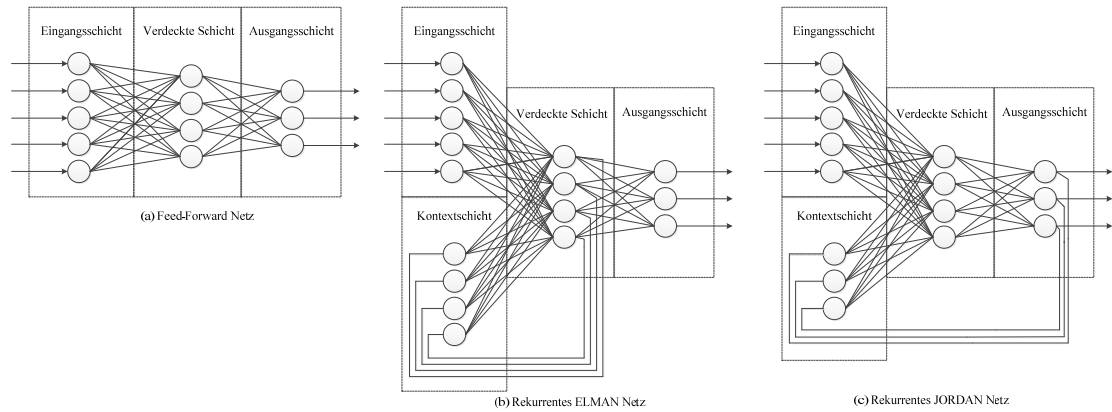 Eingangsschicht
Verdeckte Schicht
Ausgangsschicht
(a) Feed-Forward Netz
Eingangsschicht
Verdeckte Schicht
Ausgangsschicht
Kontextschicht
(b) Rekurrentes ELMAN Netz
Eingangsschicht
Verdeckte Schicht
Ausgangsschicht
Kontextschicht
(c) Rekurrentes JORDAN Netz